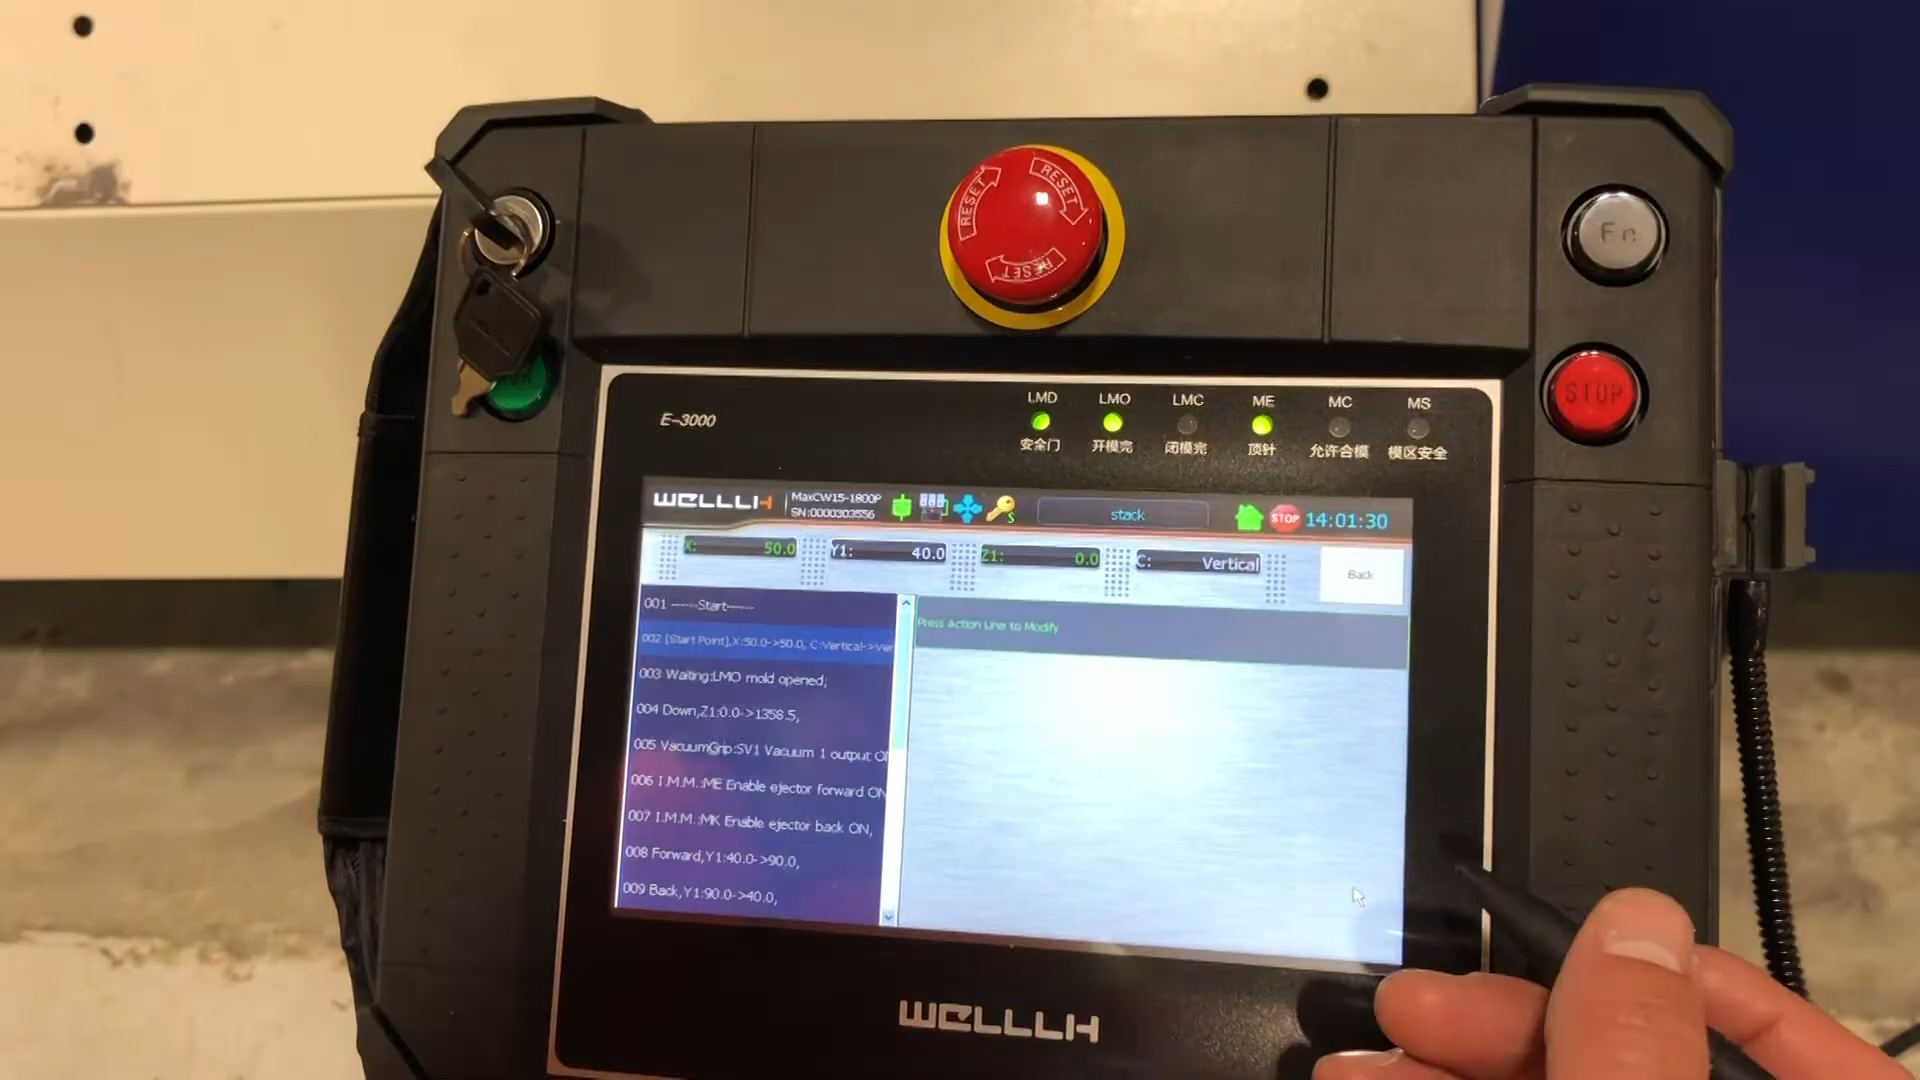 RESET RESET RESET
En
STOP
E-3000
LMD LMO LMC ME MC MS
安全门 开模完 闭模完 顶针 允许合模 模区安全
WELLLIH
MaxCW15-1800P
SN:0000303556
S
stack
STOP
14:01:30
X: 50.0
Y1: 40.0
Z1: 0.0
C: Vertical
Back
001 -----Start-----
002 [Start Point],X:50.0->50.0, C:Vertical->Ver
003 Waiting:LMO mold opened;
004 Down,Z1:0.0->1358.5,
005 VacuumGrip:SV1 Vacuum 1 output ON
006 I.M.M.:ME Enable ejector forward ON
007 I.M.M.:MK Enable ejector back ON,
008 Forward,Y1:40.0->90.0,
009 Back,Y1:90.0->40.0,
Press Action Line to Modify
WELLLIH